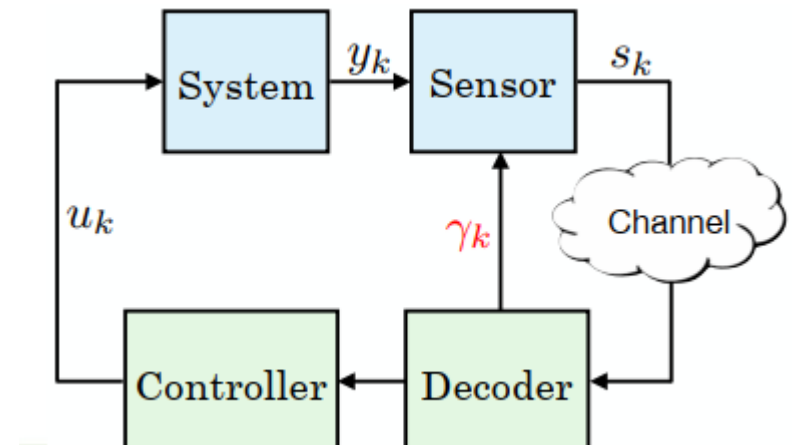 y_k
s_k
System
Sensor
u_k
γ_k
Channel
Controller
Decoder